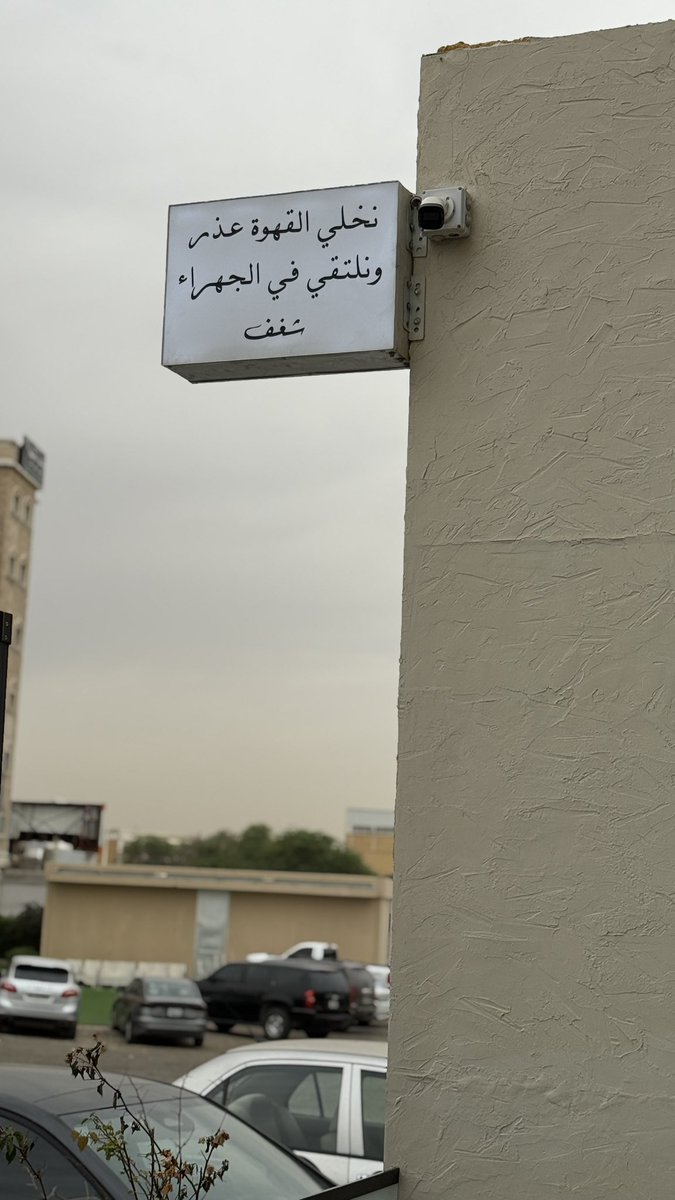 نخلي القهوة عذر
ونلتقي في الجهراء
شغف